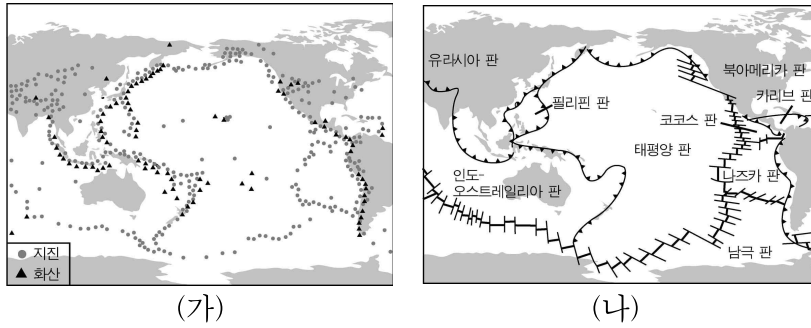 지진
화산
(가)
유라시아 판
북아메리카 판
카리브 판
필리핀 판
코코스 판
태평양 판
나즈카 판
인도-
오스트레일리아 판
남극 판
(나)